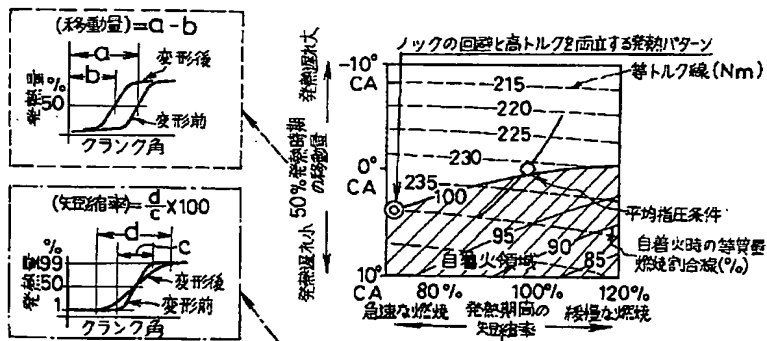 (移動量)=a-b
a
b
変形後
変形前
発熱量
%
50
クランク角
(短縮率)=d/c×100
d
c
%
99
50
1
発熱量
変形後
変形前
クランク角
ノックの回避と高トルクを両立する発熱パターン
等トルク線(Nm)
-10°
CA
0°
CA
10°
CA
発熱遅れ大
50%発熱時期の移動量
発熱遅れ小
215
220
225
230
235
100
95
90
85
自着火領域
平均指圧条件
自着火時の等質量
燃焼割合線(%)
80%
100%
120%
急速な燃焼
発熱期間の
短縮率
緩慢な燃焼